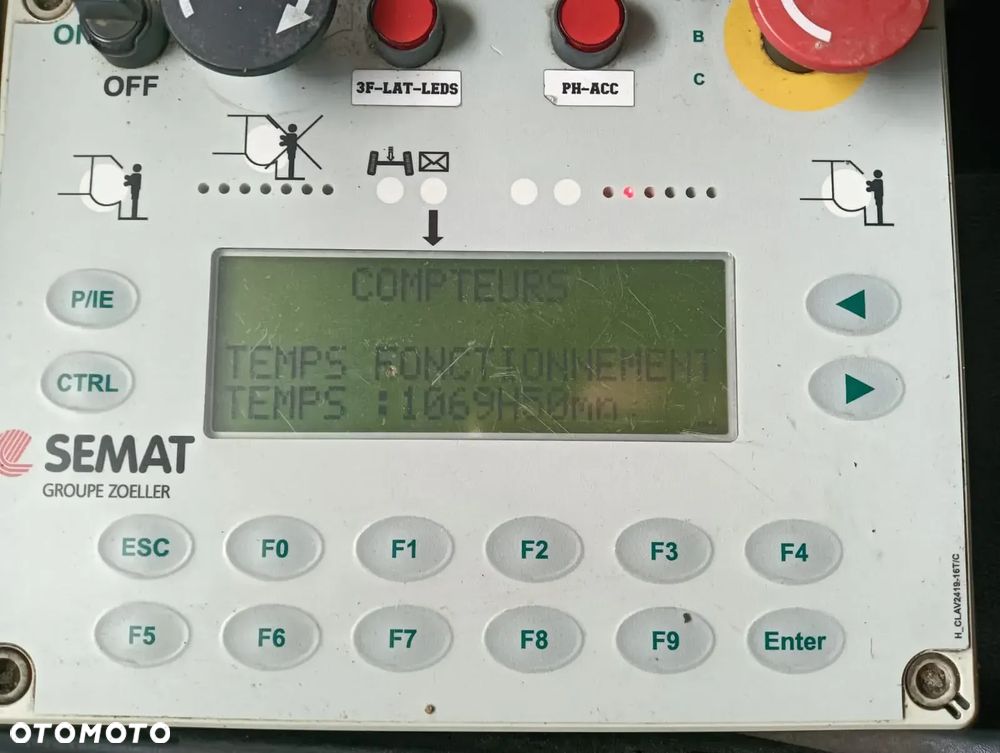 ON
OFF
3F-LAT-LEDS
PH-ACC
B
C
COMPTEURS
TEMPS FONCTIONNEMENT
TEMPS :1069H50mn
P/IE
CTRL
SEMAT
GROUPE ZOELLER
ESC
F0
F1
F2
F3
F4
F5
F6
F7
F8
F9
Enter
H_CLAV2419-16T/C
OTOMOTO